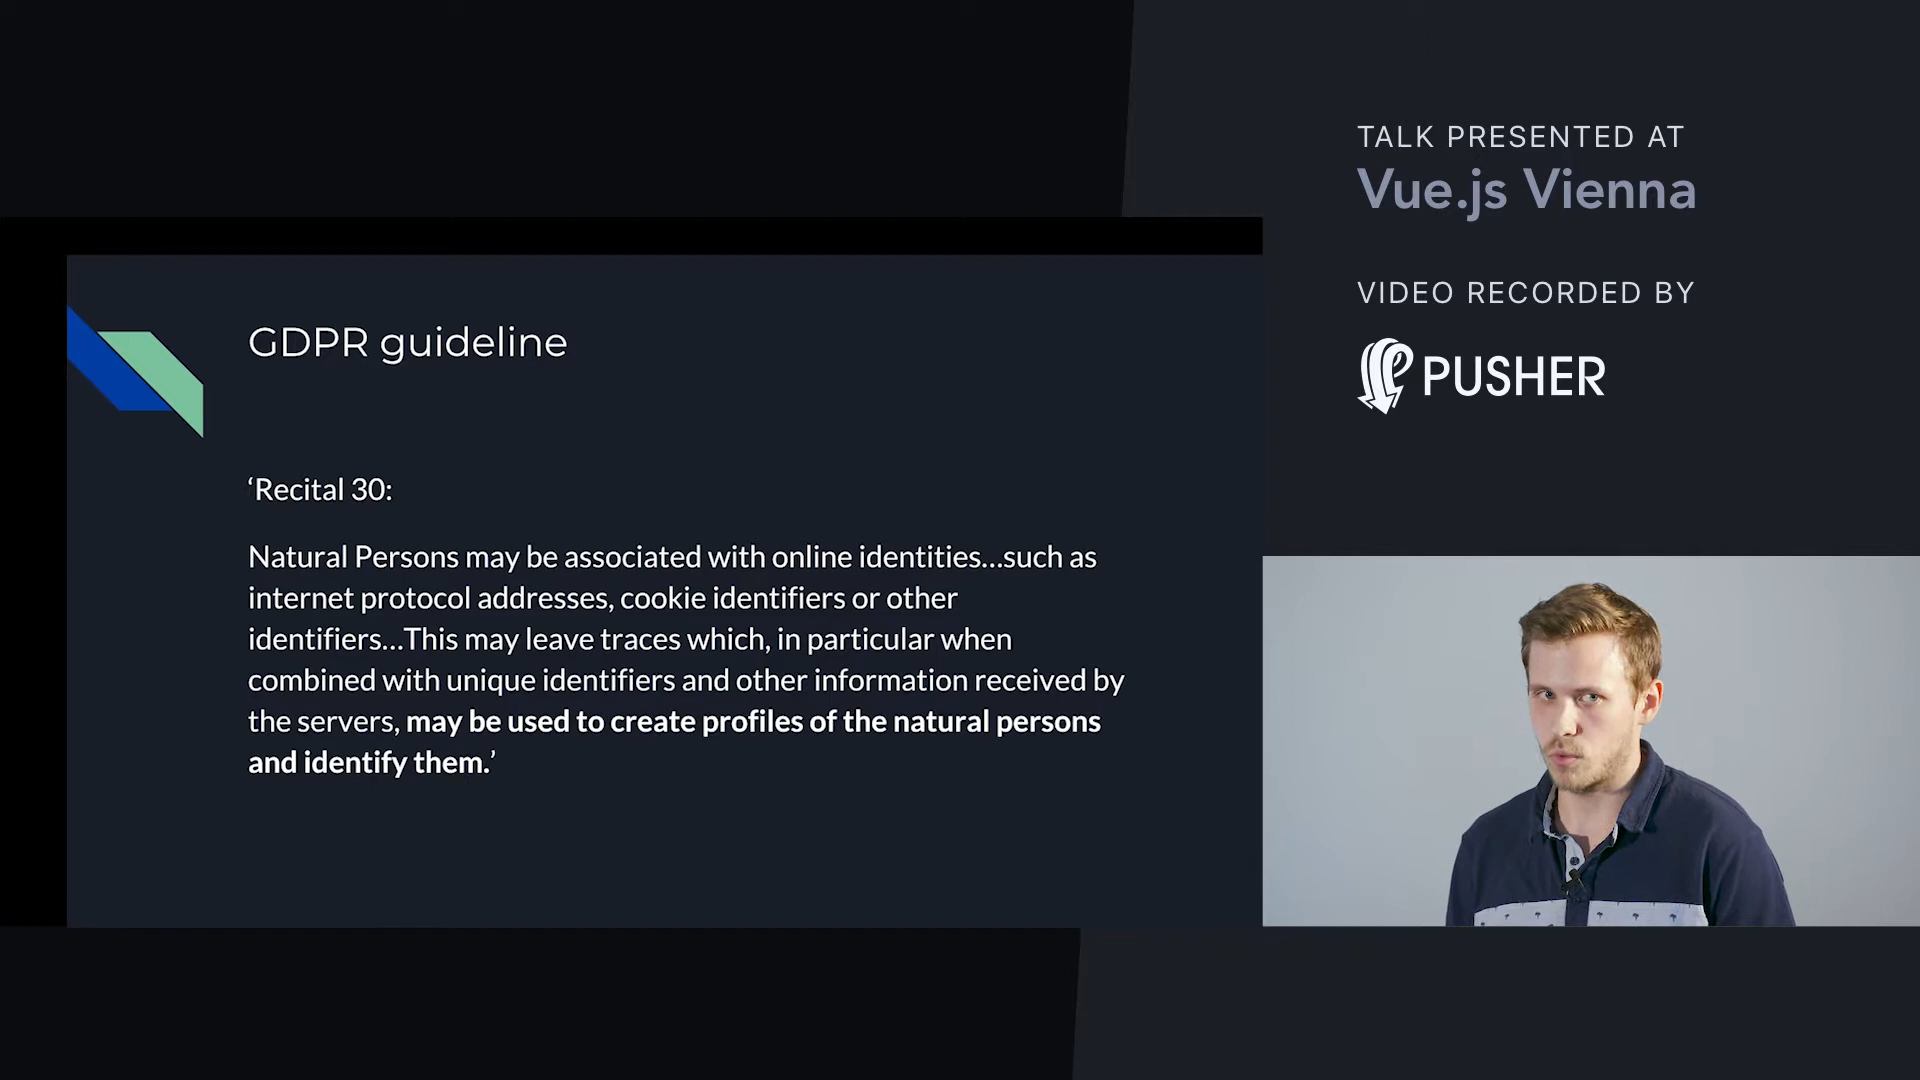 TALK PRESENTED AT
Vue.js Vienna
VIDEO RECORDED BY
PUSHER
GDPR guideline
‘Recital 30:
Natural Persons may be associated with online identities...such as
internet protocol addresses, cookie identifiers or other
identifiers...This may leave traces which, in particular when
combined with unique identifiers and other information received by
the servers, may be used to create profiles of the natural persons
and identify them.’